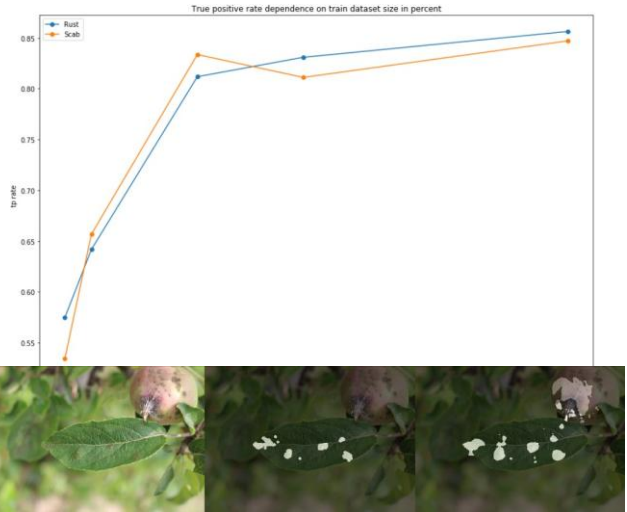 True positive rate dependence on train dataset size in percent
Rust
Scab
0.85
0.80
0.75
0.70
tp rate
0.65
0.60
0.55